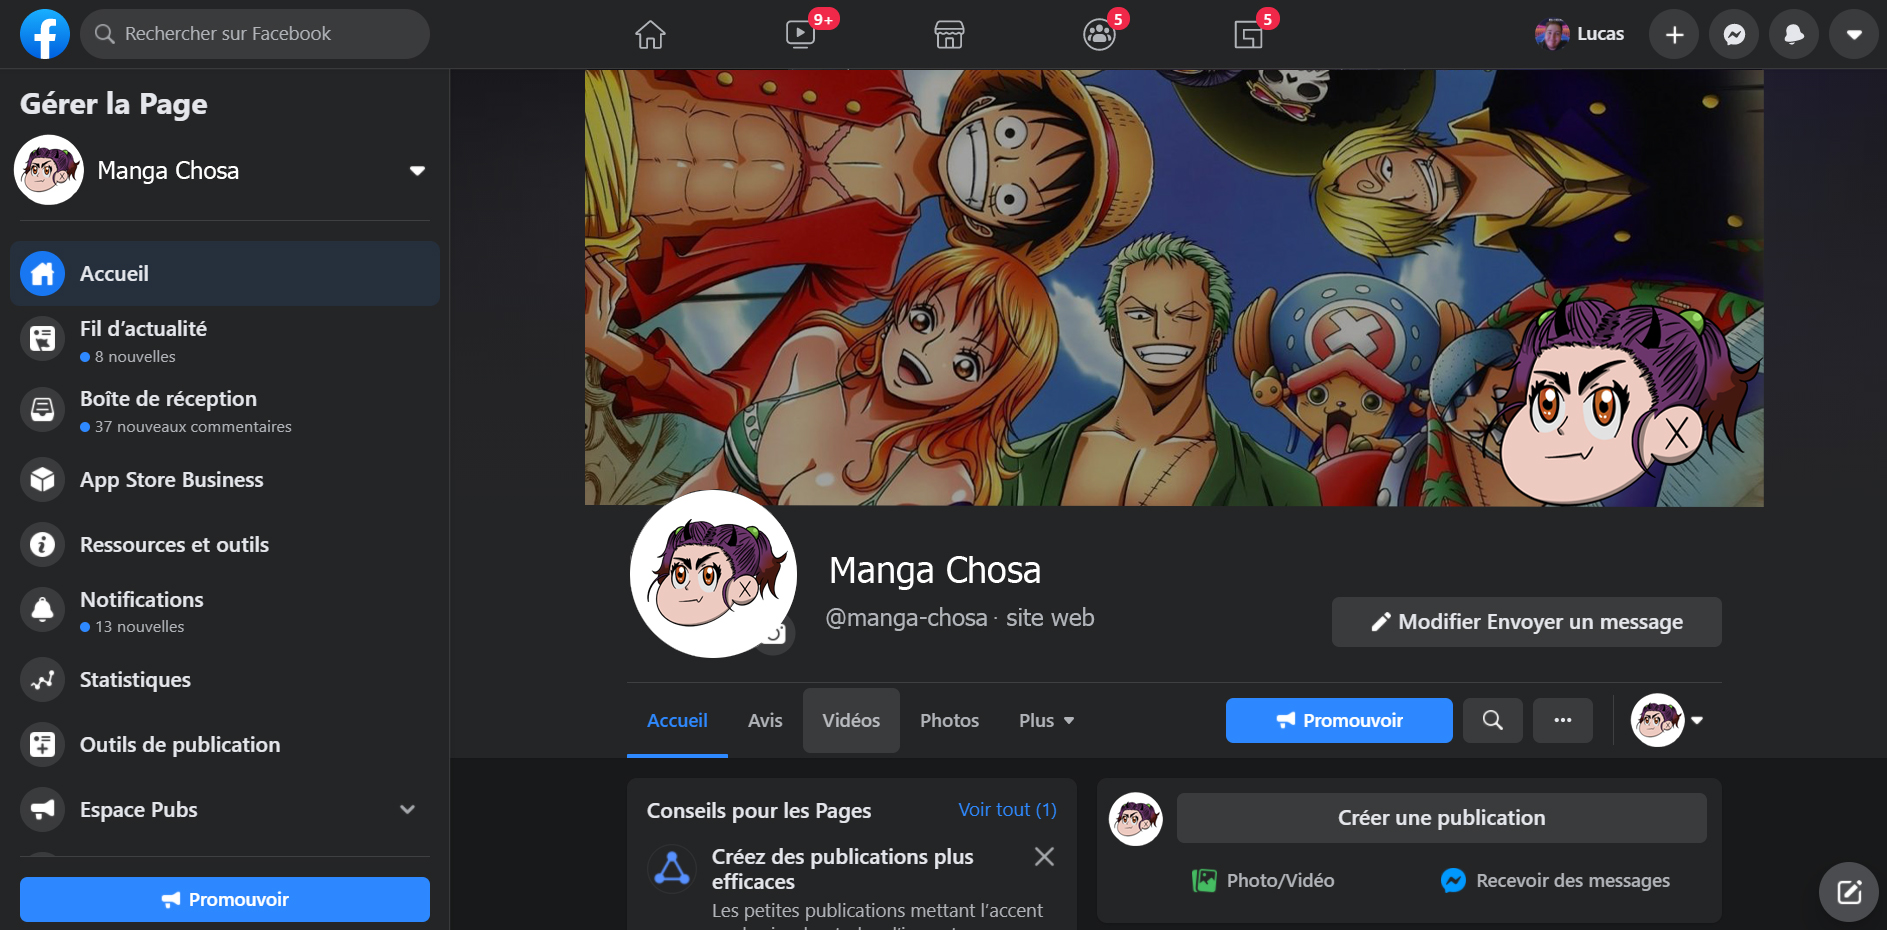 Rechercher sur Facebook
9+
5
5
Lucas
Gérer la Page
Manga Chosa
Accueil
Fil d’actualité
8 nouvelles
Boîte de réception
37 nouveaux commentaires
App Store Business
Ressources et outils
Notifications
13 nouvelles
Statistiques
Outils de publication
Espace Pubs
Promouvoir
Manga Chosa
@manga-chosa · site web
Modifier Envoyer un message
Accueil
Avis
Vidéos
Photos
Plus
Promouvoir
Conseils pour les Pages
Voir tout (1)
Créez des publications plus
efficaces
Les petites publications mettant l’accent
Créer une publication
Photo/Vidéo
Recevoir des messages